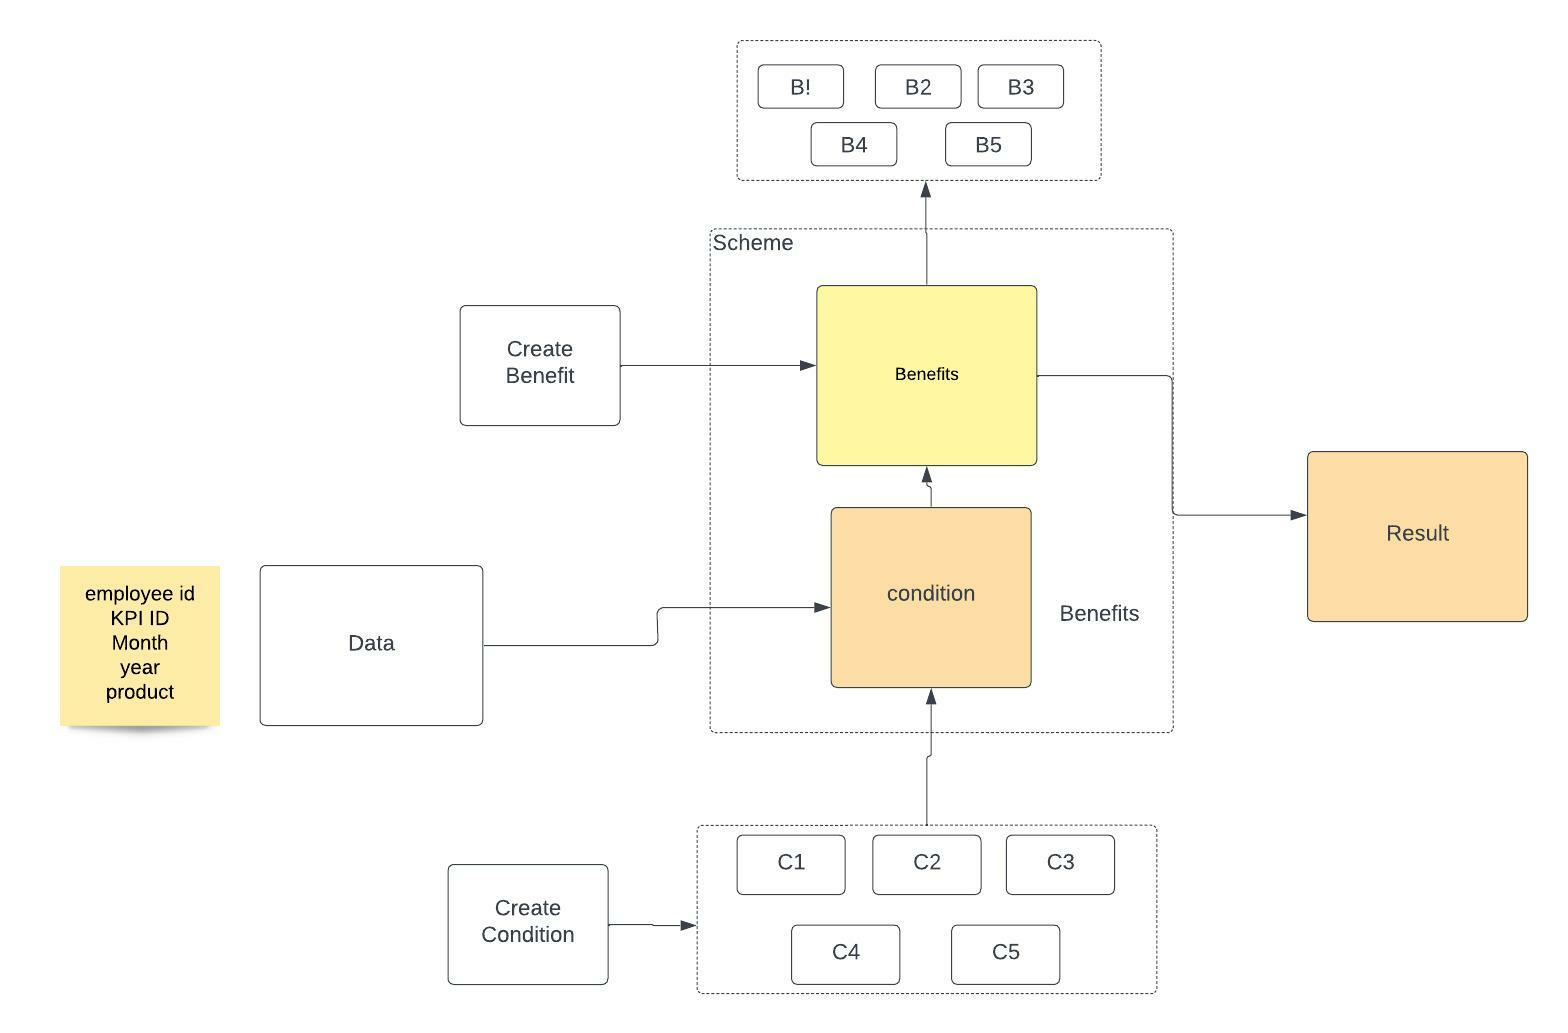 B!
B2
B3
B4
B5
Scheme
Create
Benefit
Benefits
Result
employee id
KPI ID
Month
year
product
Data
condition
Benefits
Create
Condition
C1
C2
C3
C4
C5